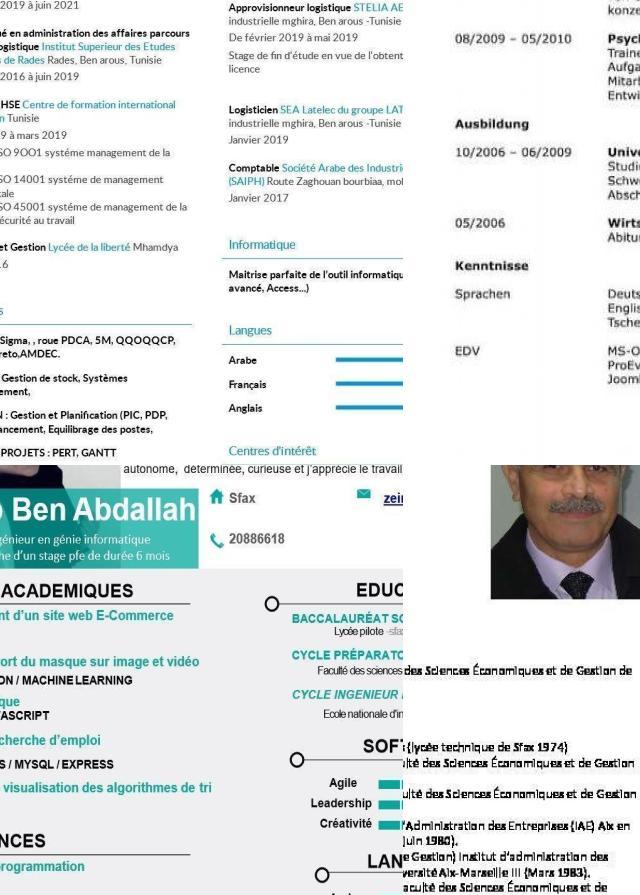 2019 à juin 2021
é en administration des affaires parcours
ogistique Institut Superieur des Etudes
s de Rades Rades, Ben arous, Tunisie
2016 à juin 2019
HSE Centre de formation international
n Tunisie
9 à mars 2019
SO 9OO1 systéme management de la
SO 14001 systéme de management
ale
SO 45001 systéme de management de la
écurité au travail
et Gestion Lycée de la liberté Mhamdya
16
s
Sigma, , roue PDCA, 5M, QQOQQCP,
reto,AMDEC.
Gestion de stock, Systèmes
ement,
N : Gestion et Planification (PIC, PDP,
ancement, Equilibrage des postes,
PROJETS : PERT, GANTT
Approvisionneur logistique STELIA AE
industrielle mghira, Ben arous -Tunisie
De février 2019 à mai 2019
Stage de fin d'étude en vue de l'obtent
licence
Logisticien SEA Latelec du groupe LAT
industrielle mghira, Ben arous -Tunisie
Janvier 2019
Comptable Société Arabe des Industri
(SAIPH) Route Zaghouan bourbiaa, mol
Janvier 2017
Informatique
Maitrise parfaite de l'outil informatiqu
avancé, Access...)
Langues
Arabe
Français
Anglais
Centres d'intérêt
konze
08/2009 – 05/2010 Psyc
Traine
Aufga
Mitar
Entwi
Ausbildung
10/2006 – 06/2009 Unive
Studi
Schw
Absch
05/2006 Wirts
Abitu
Kenntnisse
Sprachen Deuts
Englis
Tsche
EDV MS-O
ProEv
Jooml
autonome, déterminée, curieuse et j'apprécie le travail
Ben Abdallah
génieur en génie informatique
he d'un stage pfe de durée 6 mois
Sfax
zei
20886618
ACADEMIQUES
nt d'un site web E-Commerce
ort du masque sur image et vidéo
ON / MACHINE LEARNING
que
ASCRIPT
cherche d'emploi
S / MYSQL / EXPRESS
visualisation des algorithmes de tri
NCES
rogrammation
EDUC
BACCALAURÉAT SC
Lycée pilote -sfax
CYCLE PRÉPARATO
Faculté des sciences
CYCLE INGENIEUR
Ecole nationale d'in
SOF
Agile
Leadership
Créativité
LAN
des Sciences Économiques et de Gestion de
(lycée technique de Sfax 1974)
ulté des Sciences Économiques et de Gestion
ulté des Sciences Économiques et de Gestion
'Administration des Entreprises (IAE) Aix en
juin 1980).
e Gestion) Institut d'administration des
versité Aix-Marseille III (Mars 1983).
aculté des Sciences Économiques et de